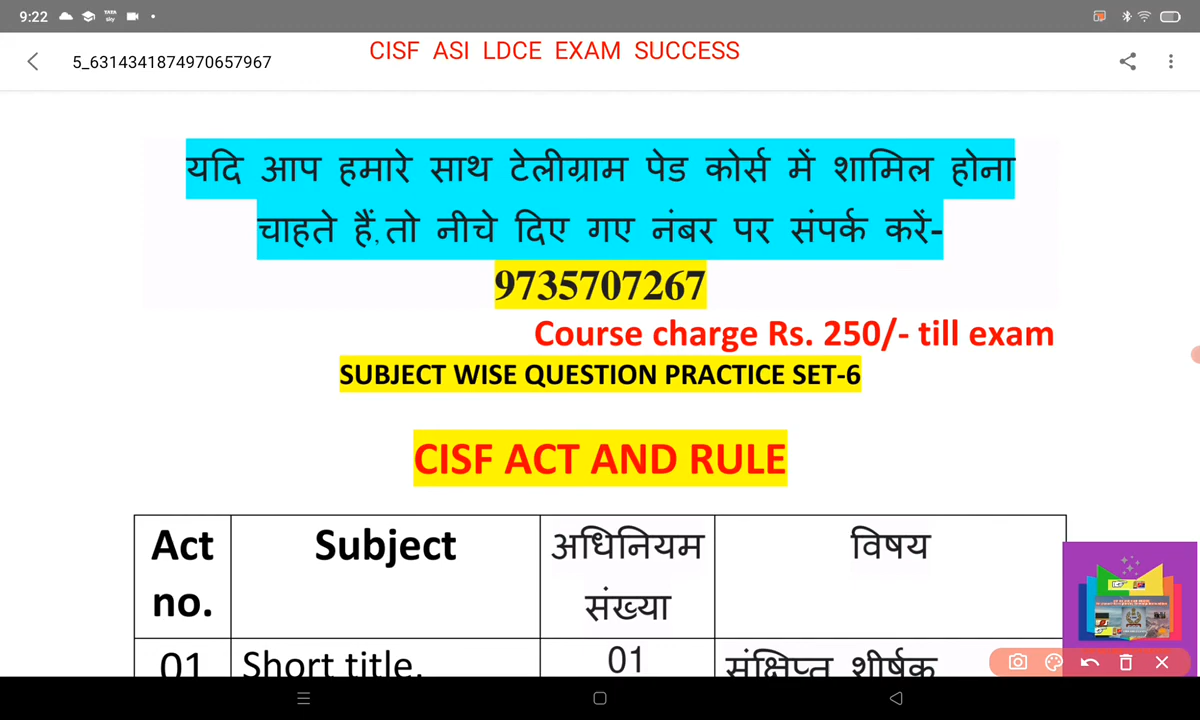 9:22
TATA
sky
CISF ASI LDCE EXAM SUCCESS
5_6314341874970657967
यदि आप हमारे साथ टेलीग्राम पेड कोर्स में शामिल होना
चाहते हैं, तो नीचे दिए गए नंबर पर संपर्क करें-
9735707267
Course charge Rs. 250/- till exam
SUBJECT WISE QUESTION PRACTICE SET-6
CISF ACT AND RULE
Act no. Subject अधिनियम संख्या विषय
01 Short title. 01 संक्षिप्त शीर्षक